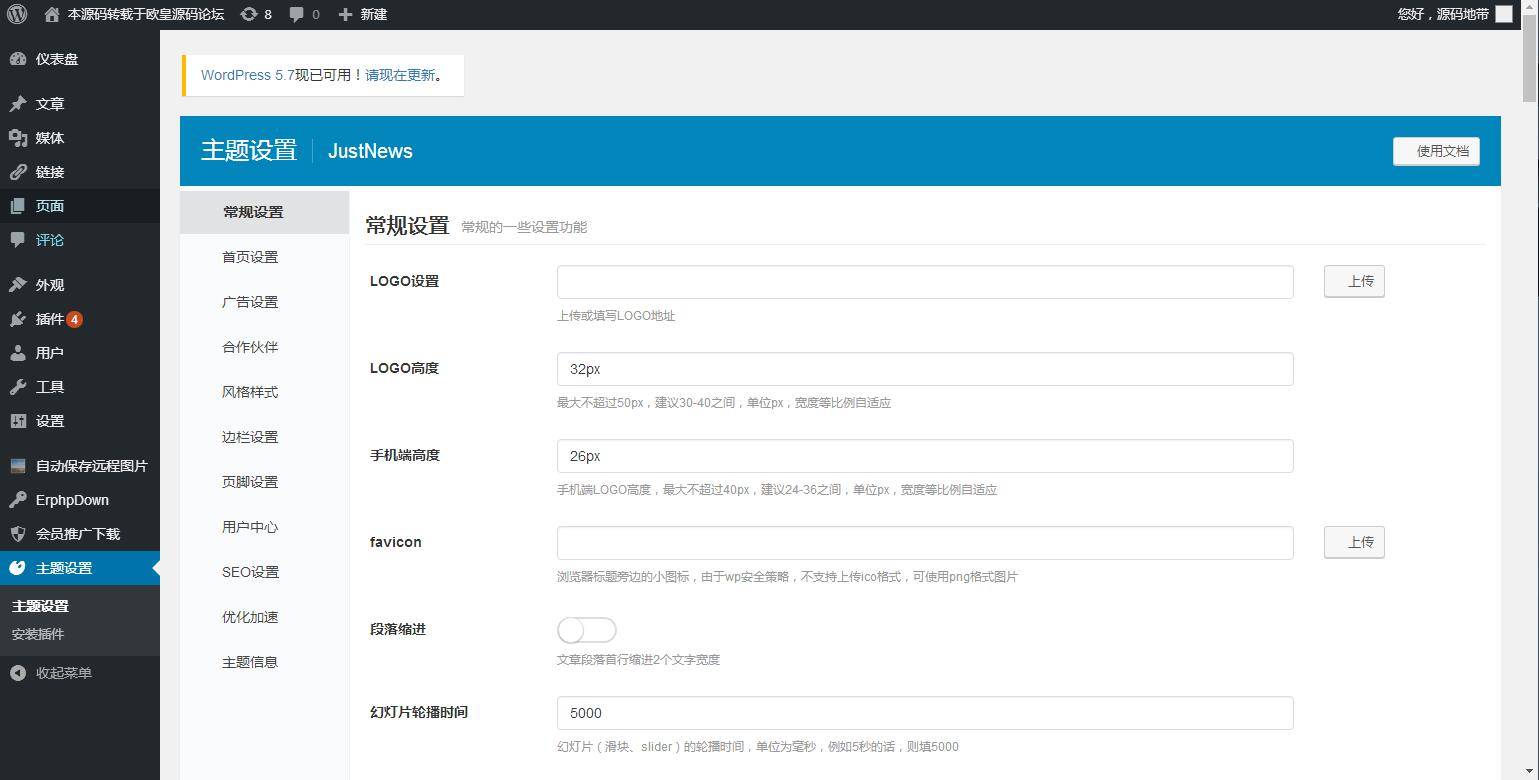 本源码转载于欧皇源码论坛 8 0 新建 您好，源码地带
仪表盘
文章
媒体
链接
页面
评论
外观
插件 4
用户
工具
设置
自动保存远程图片
ErphpDown
会员推广下载
主题设置
主题设置
安装插件
收起菜单
WordPress 5.7现已可用！请现在更新。
主题设置 JustNews 使用文档
常规设置
首页设置
广告设置
合作伙伴
风格样式
边栏设置
页脚设置
用户中心
SEO设置
优化加速
主题信息
常规设置 常规的一些设置功能
LOGO设置 上传
上传或填写LOGO地址
LOGO高度 32px
最大不超过50px，建议30-40之间，单位px，宽度等比例自适应
手机端高度 26px
手机端LOGO高度，最大不超过40px，建议24-36之间，单位px，宽度等比例自适应
favicon 上传
浏览器标题旁边的小图标，由于wp安全策略，不支持上传ico格式，可使用png格式图片
段落缩进
文章段落首行缩进2个文字宽度
幻灯片轮播时间 5000
幻灯片（滑块、slider）的轮播时间，单位为毫秒，例如5秒的话，则填5000